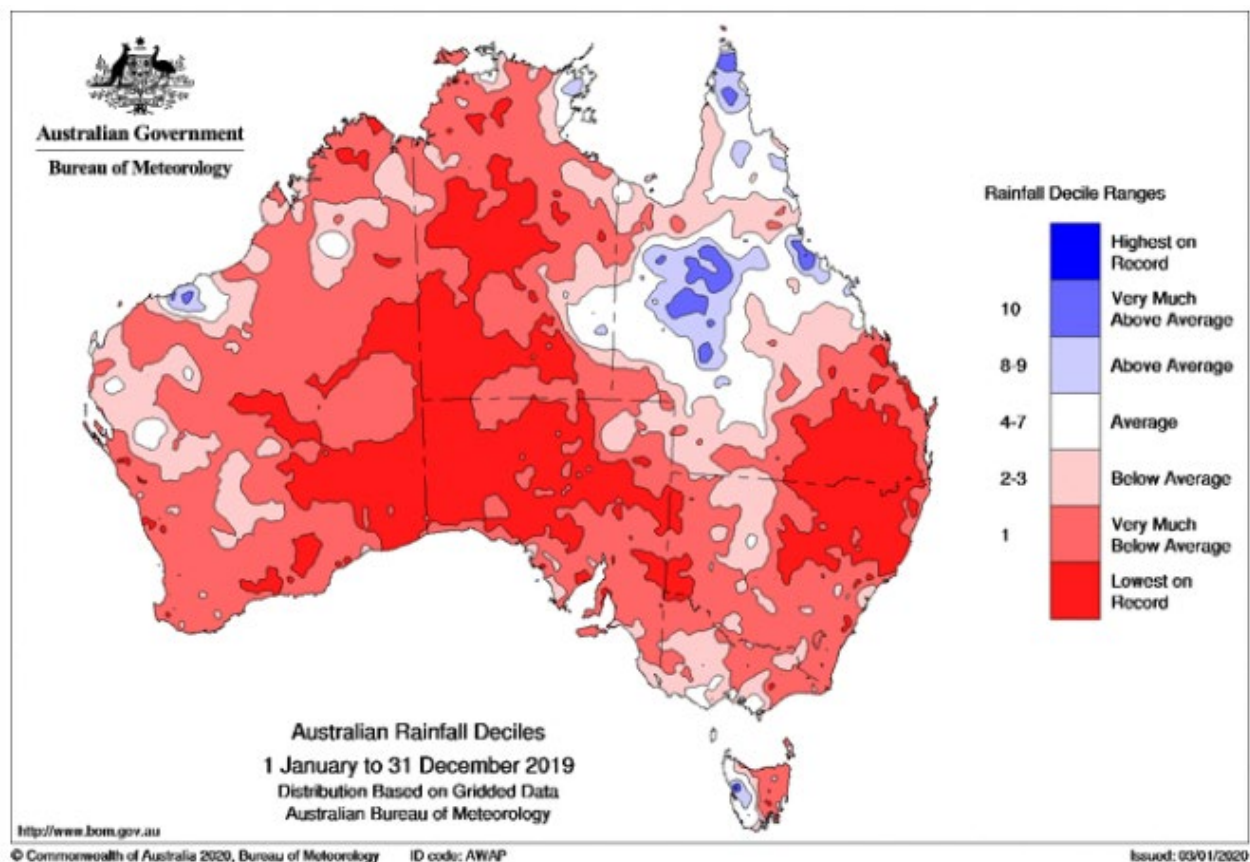 Australian Government
Bureau of Meteorology
Rainfall Decile Ranges
Highest on
Record
10
Very Much
Above Average
8-9
Above Average
4-7
Average
2-3
Below Average
1
Very Much
Below Average
Lowest on
Record
Australian Rainfall Deciles
1 January to 31 December 2019
Distribution Based on Gridded Data
Australian Bureau of Meteorology
http://www.bom.gov.au
© Commonwealth of Australia 2020, Bureau of Meteorology ID code: AWAP Issued: 03/01/2020